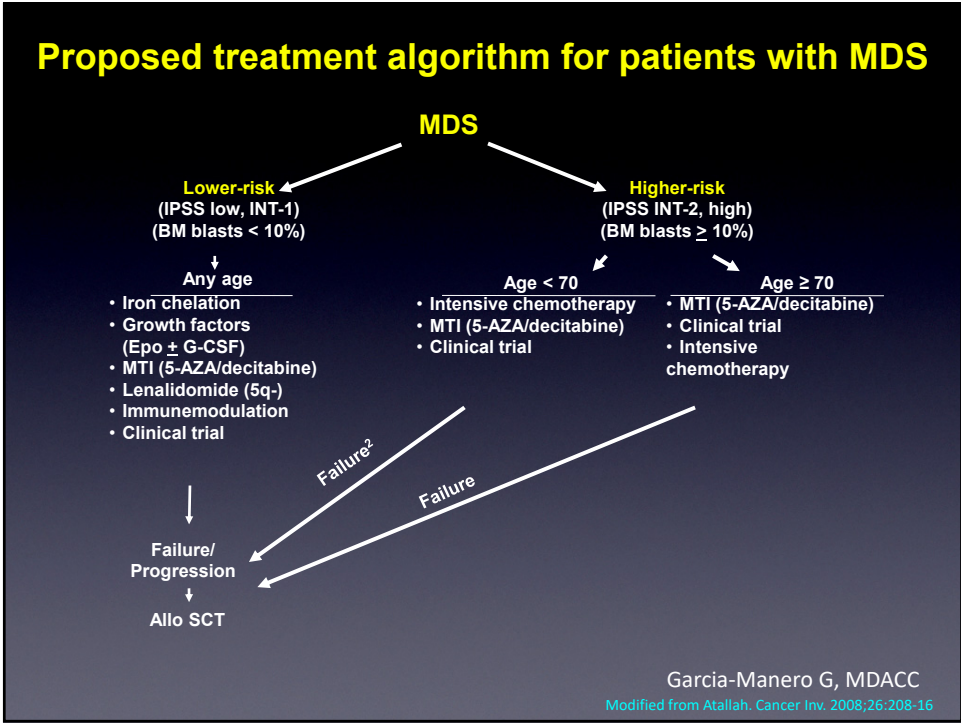 Proposed treatment algorithm for patients with MDS
MDS
Lower-risk
(IPSS low, INT-1)
(BM blasts < 10%)
Any age
• Iron chelation
• Growth factors
(Epo ± G-CSF)
• MTI (5-AZA/decitabine)
• Lenalidomide (5q-)
• Immunemodulation
• Clinical trial
Higher-risk
(IPSS INT-2, high)
(BM blasts ≥ 10%)
Age < 70
• Intensive chemotherapy
• MTI (5-AZA/decitabine)
• Clinical trial
Age ≥ 70
• MTI (5-AZA/decitabine)
• Clinical trial
• Intensive
chemotherapy
Failure²
Failure
Failure/
Progression
Allo SCT
Garcia-Manero G, MDACC
Modified from Atallah. Cancer Inv. 2008;26:208-16